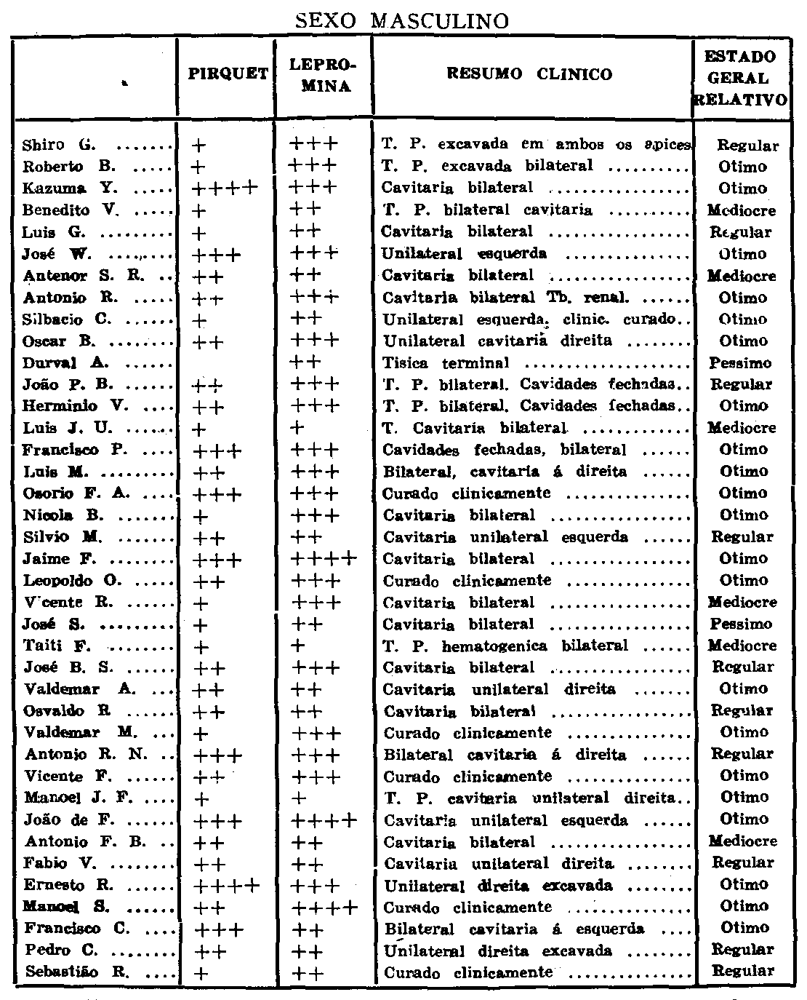 SEXO MASCULINO
PIRQUET LEPRO-MINA RESUMO CLINICO ESTADO GERAL RELATIVO
Shiro G. ....... + +++ T. P. excavada em ambos os apices Regular
Roberto B. ..... + +++ T. P. excavada bilateral .......... Otimo
Kazuma Y. ..... ++++ +++ Cavitaria bilateral ................ Otimo
Benedito V. ..... + ++ T. P. bilateral cavitaria .......... Mediocre
Luis G. ......... + ++ Cavitaria bilateral ................ Regular
José W. ........ +++ +++ Unilateral esquerda .............. Otimo
Antenor S. R. .. ++ ++ Cavitaria bilateral ................ Mediocre
Antonio R. ..... ++ +++ Cavitaria bilateral Tb. renal. ...... Otimo
Silbacio C. ...... + ++ Unilateral esquerda, clinic. curado.. Otimo
Oscar B. ........ ++ +++ Unilateral cavitaria direita ....... Otimo
Durval A. ...... ++ Tisica terminal .................. Pessimo
João P. B. ...... ++ +++ T. P. bilateral. Cavidades fechadas.. Regular
Herminio V. .... ++ +++ T. P. bilateral. Cavidades fechadas.. Otimo
Luis J. U. ...... + + T. Cavitaria bilateral ............. Mediocre
Francisco P. .... +++ +++ Cavidades fechadas, bilateral ...... Otimo
Luis M. ......... ++ +++ Bilateral, cavitaria á direita ...... Otimo
Osorio F. A. .... +++ +++ Curado clinicamente .............. Otimo
Nicola B. ....... + +++ Cavitaria bilateral ................ Otimo
Silvio M. ....... ++ ++ Cavitaria unilateral esquerda ...... Regular
Jaime F. ........ +++ ++++ Cavitaria bilateral ................ Otimo
Leopoldo O. ..... ++ +++ Curado clinicamente .............. Otimo
Vicente R. ...... + +++ Cavitaria bilateral ................ Mediocre
José S. ......... + ++ Cavitaria bilateral ................ Pessimo
Taiti F. ........ + + T. P. hematogenica bilateral ...... Mediocre
José B. S. ...... ++ +++ Cavitaria bilateral ................ Regular
Valdemar A. ... ++ ++ Cavitaria unilateral direita ....... Otimo
Osvaldo R ...... ++ ++ Cavitaria bilateral ................ Regular
Valdemar M. ... + +++ Curado clinicamente .............. Otimo
Antonio R. N. .. +++ +++ Bilateral cavitaria á direita ...... Regular
Vicente F. ...... ++ +++ Curado clinicamente .............. Otimo
Manoel J. F. .... + + T. P. cavitaria unilateral direita.. Otimo
João de F. ...... +++ ++++ Cavitaria unilateral esquerda ...... Otimo
Antonio F. B. .. ++ ++ Cavitaria bilateral ................ Mediocre
Fabio V. ........ ++ ++ Cavitaria unilateral direita ....... Regular
Ernesto R. ...... ++++ +++ Unilateral direita excavada ....... Otimo
Manoel S. ...... ++ ++++ Curado clinicamente .............. Otimo
Francisco C. .... +++ ++ Bilateral cavitaria á esquerda .... Otimo
Pedro C. ........ ++ ++ Unilateral direita excavada ....... Regular
Sebastião R. .... + ++ Curado clinicamente .............. Regular